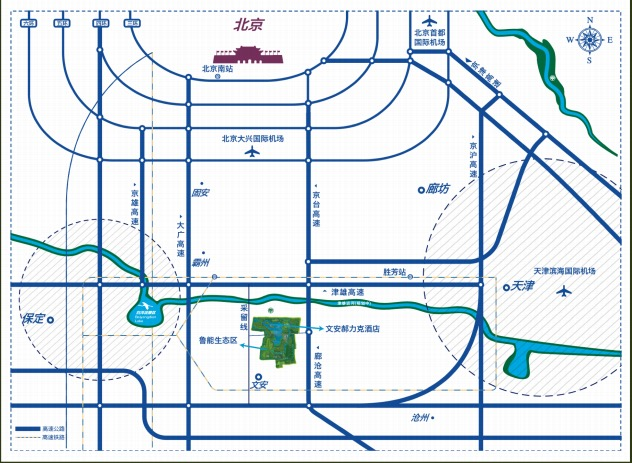 六环
五环
四环
三环
北京
北京首都
国际机场
N
W
E
S
北京南站
京津高速
北京大兴国际机场
京沪高速
京雄高速
固安
京台高速
廊坊
大广高速
霸州
胜芳站
天津滨海国际机场
天津
津雄高速
采留线
保定
文安郝力克酒店
鲁能生态区
廊沧高速
文安
沧州
高速公路
高速铁路